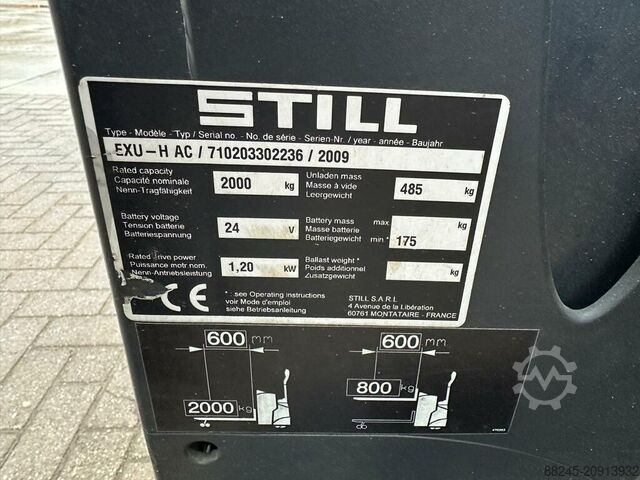 STILL
Type - Modèle - Typ / Serial no. - No. de série - Serien-Nr. / year - année - Baujahr
EXU-H AC / 710203302236 / 2009
Rated capacity
Capacité nominale
Nenn-Tragfähigkeit
2000 kg
Unladen mass
Masse à vide
Leergewicht
485 kg
Battery voltage
Tension batterie
Batteriespannung
24 V
Battery mass max
Masse batterie
Batteriegewicht min *
kg
175
Rated drive power
Puissance motr nom.
Nenn-Antriebsleistung
1,20 kW
Ballast weight *
Poids additionnel
Zusatzgewicht
kg
CE
* : see Operating instructions
voir Mode d'emploi
siehe Betriebsanleitung
STILL S.A.R.L
4 Avenue de la Libération
60761 MONTATAIRE - FRANCE
600 mm
2000 kg
600 mm
800 kg
88245-20913932